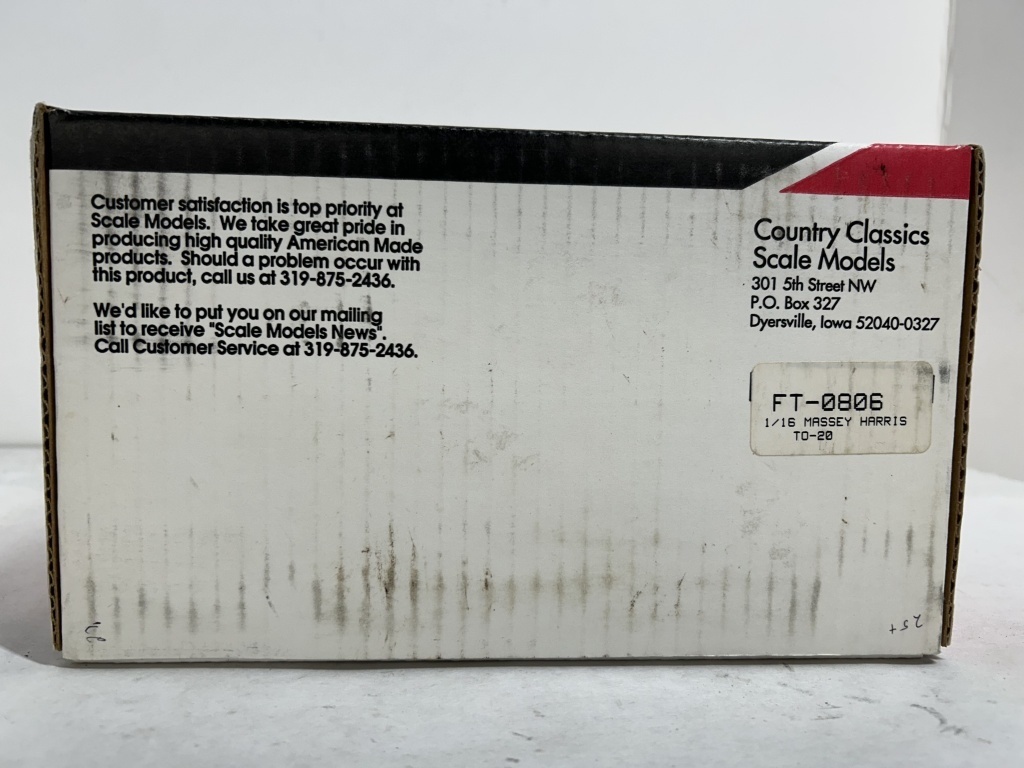 Customer satisfaction is top priority at
Scale Models. We take great pride in
producing high quality American Made
products. Should a problem occur with
this product, call us at 319-875-2436.
We'd like to put you on our mailing
list to receive "Scale Models News".
Call Customer Service at 319-875-2436.
Country Classics
Scale Models
301 5th Street NW
P.O. Box 327
Dyersville, Iowa 52040-0327
FT-0806
1/16 MASSEY HARRIS
TO-20